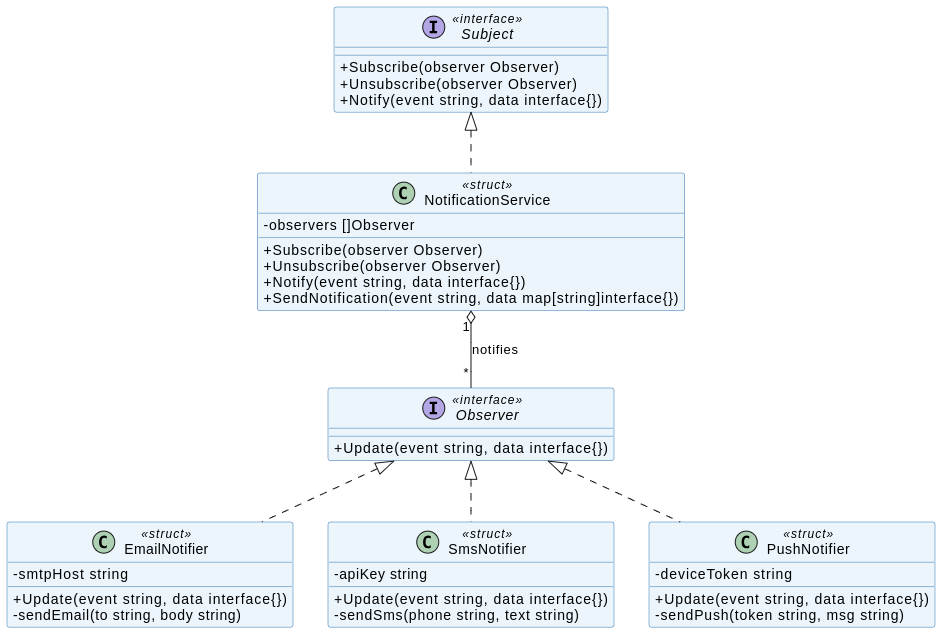 I
«interface»
Subject
+Subscribe(observer Observer)
+Unsubscribe(observer Observer)
+Notify(event string, data interface{})
C
«struct»
NotificationService
-observers []Observer
+Subscribe(observer Observer)
+Unsubscribe(observer Observer)
+Notify(event string, data interface{})
+SendNotification(event string, data map[string]interface{})
1
notifies
*
I
«interface»
Observer
+Update(event string, data interface{})
C
«struct»
EmailNotifier
-smtpHost string
+Update(event string, data interface{})
-sendEmail(to string, body string)
C
«struct»
SmsNotifier
-apiKey string
+Update(event string, data interface{})
-sendSms(phone string, text string)
C
«struct»
PushNotifier
-deviceToken string
+Update(event string, data interface{})
-sendPush(token string, msg string)